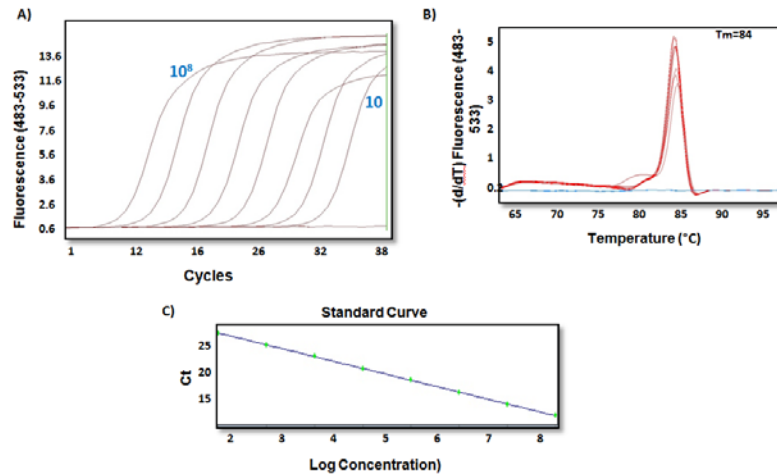 A)
13.6
11.6
9.6
7.6
5.6
3.6
2.6
0.6
Fluorescence (483-533)
10⁸
10
1 12 16 26 32 38
Cycles
B)
Tm=84
5
4
3
2
1
0.2
-(d/dT) Fluorescence (483-
533)
65 70 75 80 85 90 95
Temperature (°C)
C)
Standard Curve
25
20
15
Ct
2 3 4 5 6 7 8
Log Concentration)